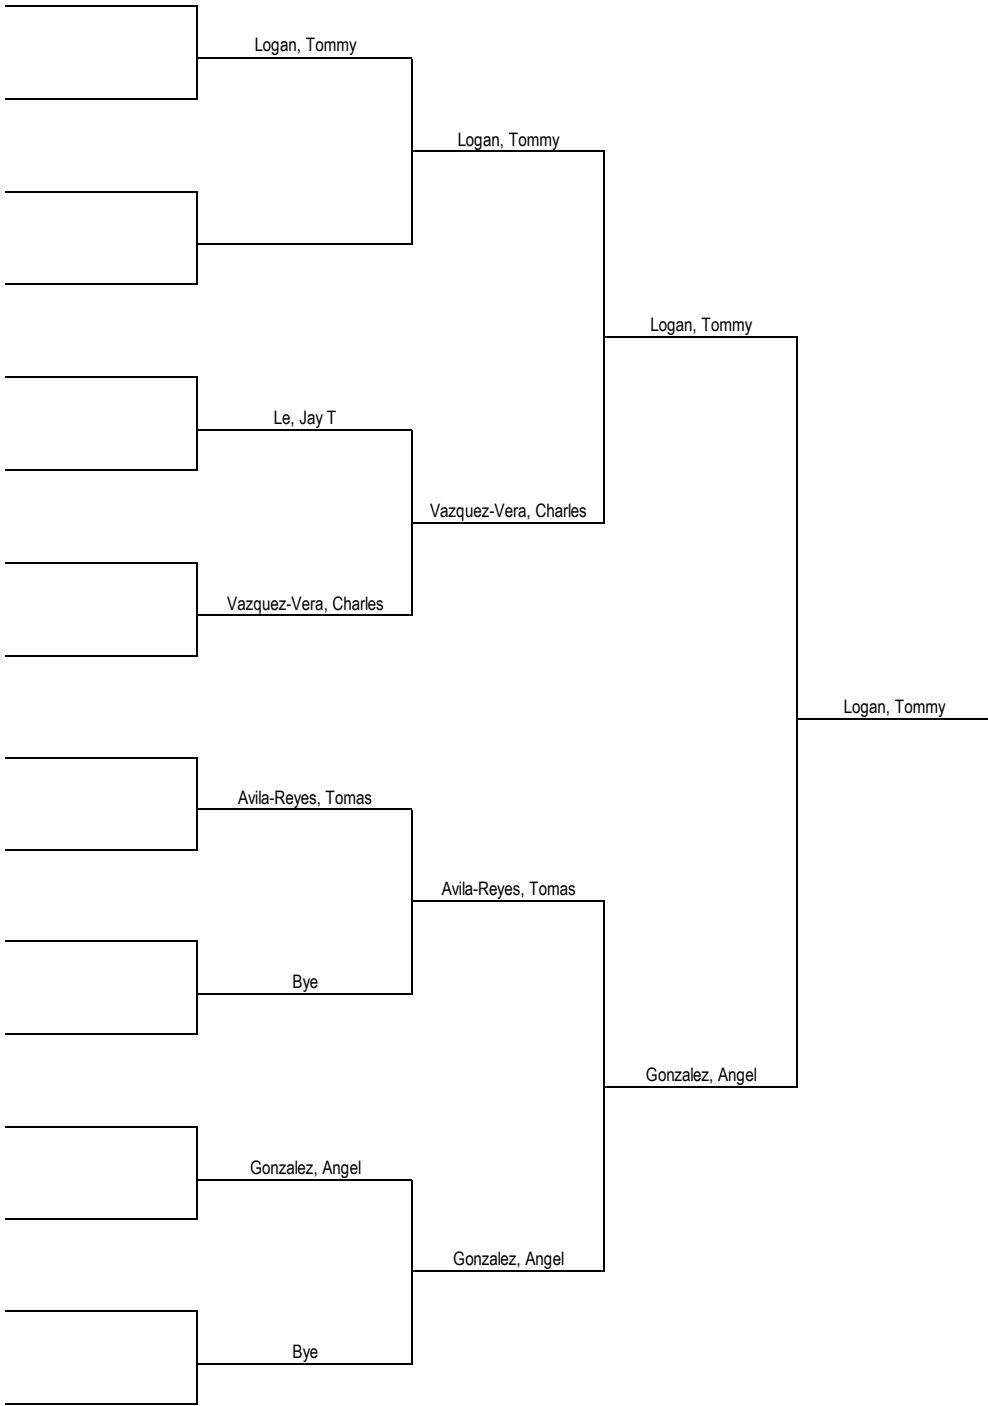 Logan, Tommy
Logan, Tommy
Logan, Tommy
Le, Jay T
Vazquez-Vera, Charles
Vazquez-Vera, Charles
Logan, Tommy
Avila-Reyes, Tomas
Avila-Reyes, Tomas
Bye
Gonzalez, Angel
Gonzalez, Angel
Gonzalez, Angel
Bye